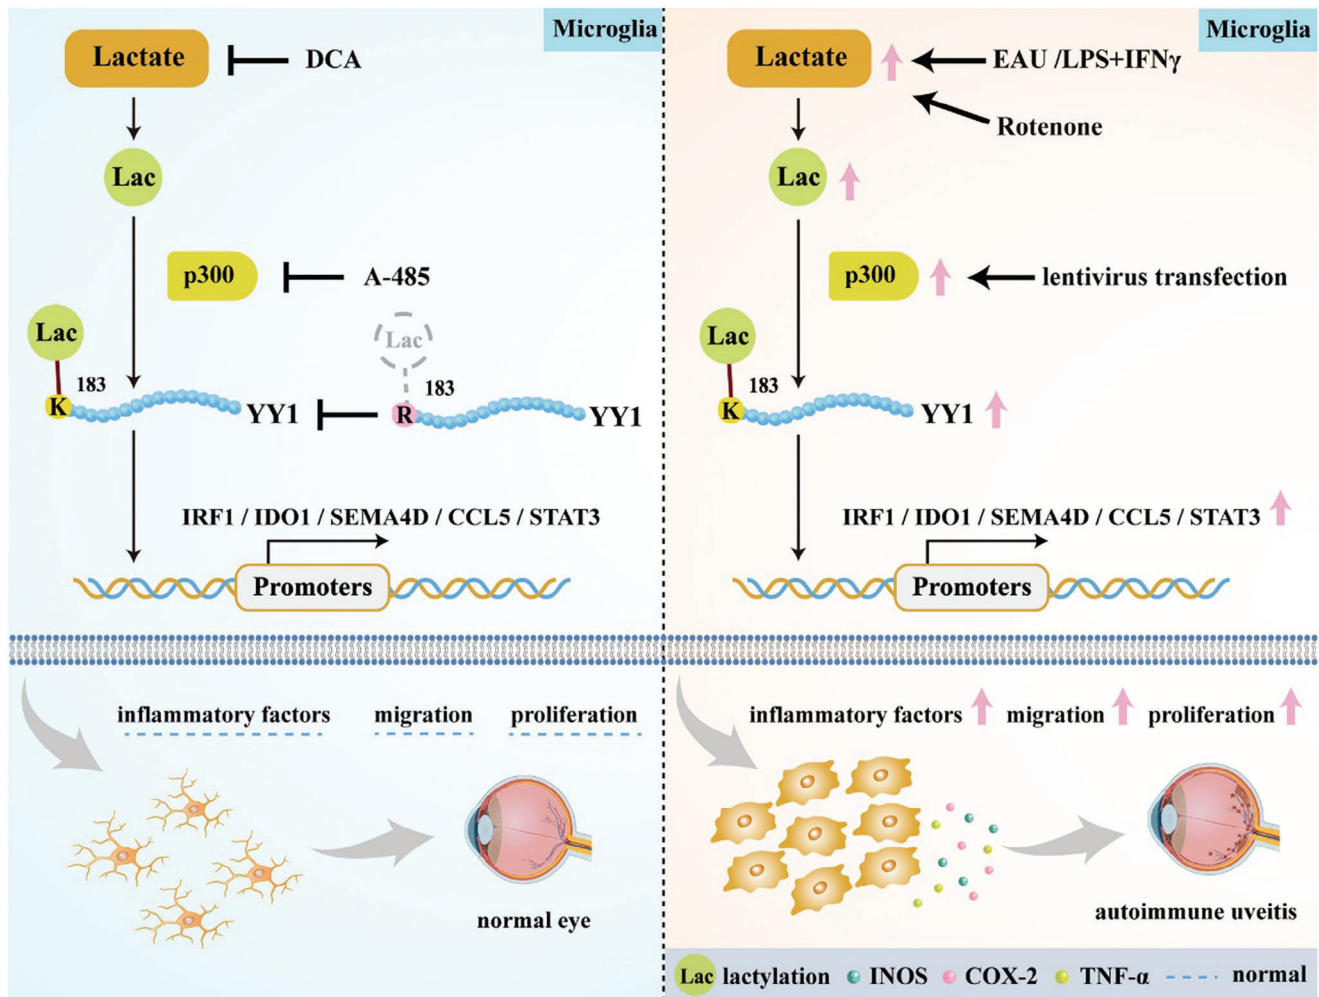 Microglia
Lactate
DCA
Lac
p300
A-485
Lac
Lac
K
183
YY1
R
183
YY1
IRF1 / IDO1 / SEMA4D / CCL5 / STAT3
Promoters
inflammatory factors migration proliferation
normal eye
Microglia
Lactate
EAU /LPS+IFNγ
Rotenone
Lac
p300
lentivirus transfection
Lac
K
183
YY1
IRF1 / IDO1 / SEMA4D / CCL5 / STAT3
Promoters
inflammatory factors migration proliferation
autoimmune uveitis
Lac lactylation INOS COX-2 TNF-α normal